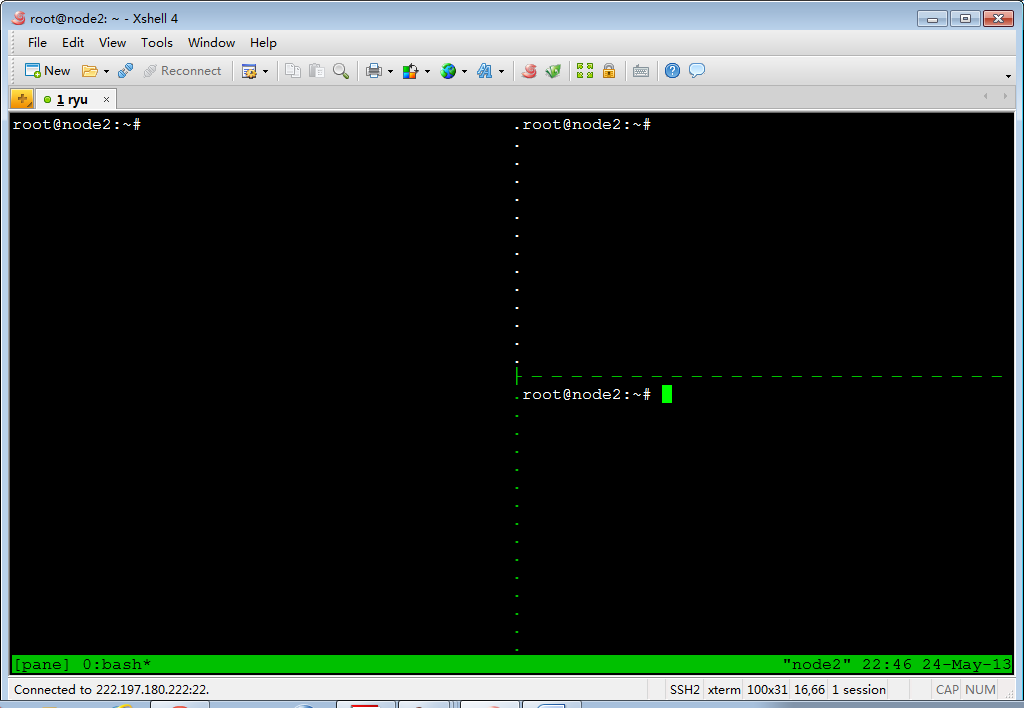 root@node2: ~ - Xshell 4
File Edit View Tools Window Help
New Reconnect
1 ryu
root@node2:~# root@node2:~#
root@node2:~#
[pane] 0:bash* "node2" 22:46 24-May-13
Connected to 222.197.180.222:22. SSH2 xterm 100x31 16,66 1 session CAP NUM